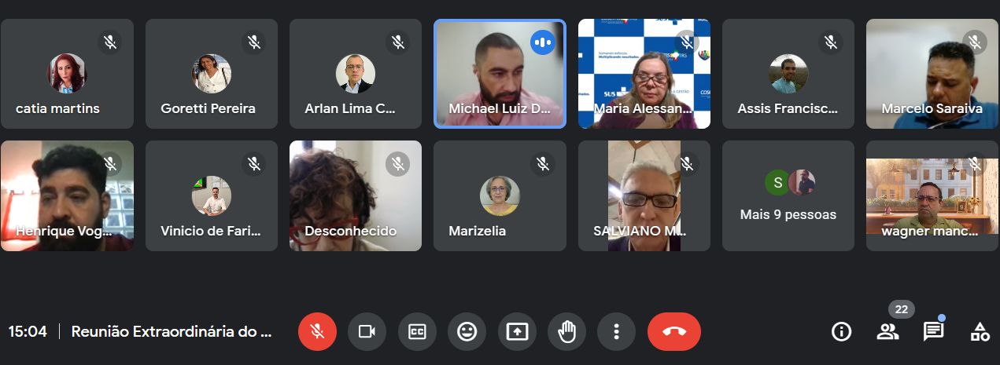 catia martins
Goretti Pereira
Arlan Lima C...
Michael Luiz D...
Maria Alessan...
Somando esforços
Multiplicando resultados.
SUS
A GESTÃO
Assis Francisc...
Marcelo Saraiva
Henrique Vog...
Vinicio de Fari...
Desconhecido
Marizelia
SALVIANO M...
S
Mais 9 pessoas
wagner manc...
22
15:04
Reunião Extraordinária do ...
CC